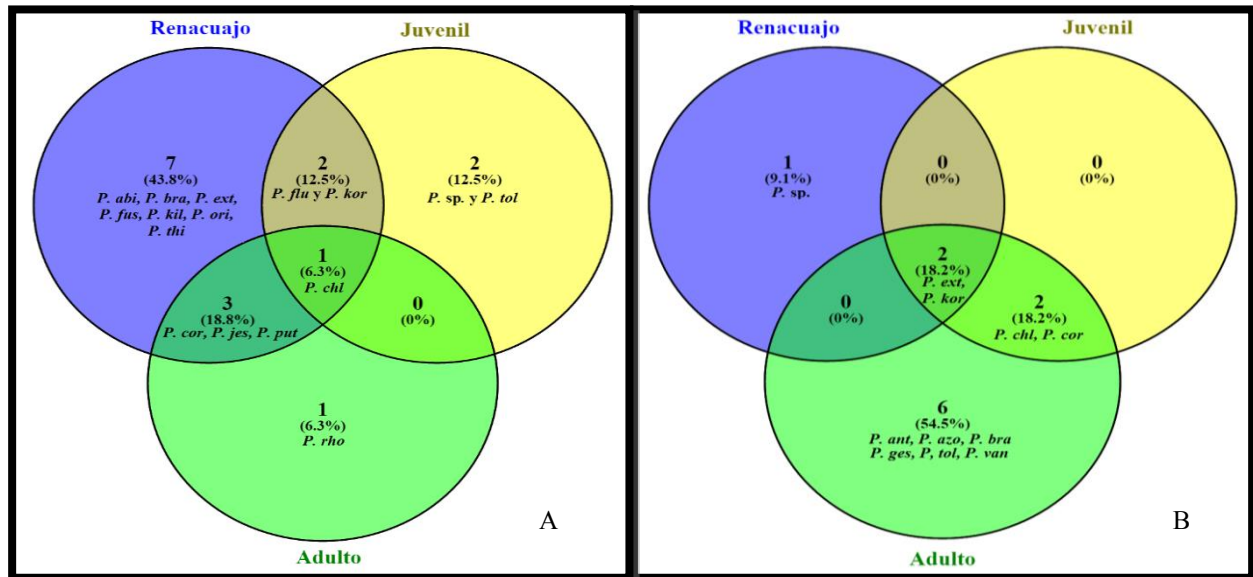 Renacuajo
Juvenil
7
(43.8%)
P. abi, P. bra, P. ext,
P. fus, P. kil, P. ori,
P. thi
2
(12.5%)
P. flu y P. kor
2
(12.5%)
P. sp. y P. tol
1
(6.3%)
P. chl
3
(18.8%)
P. cor, P. jes, P. put
0
(0%)
1
(6.3%)
P. rho
A
Adulto
Renacuajo
Juvenil
1
(9.1%)
P. sp.
0
(0%)
0
(0%)
2
(18.2%)
P. ext,
P. kor
0
(0%)
2
(18.2%)
P. chl, P. cor
6
(54.5%)
P. ant, P. azo, P. bra
P. ges, P, tol, P. van
B
Adulto